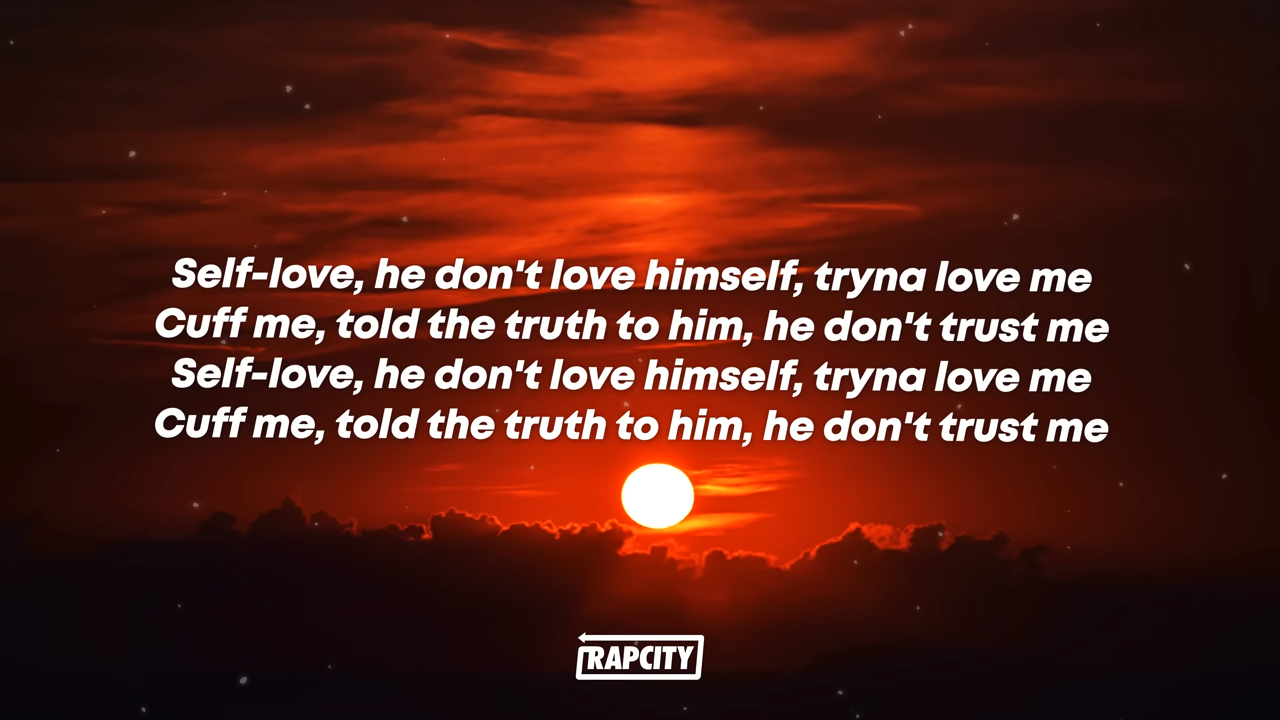 Self-love, he don't love himself, tryna love me
Cuff me, told the truth to him, he don't trust me
Self-love, he don't love himself, tryna love me
Cuff me, told the truth to him, he don't trust me
RAPCITY